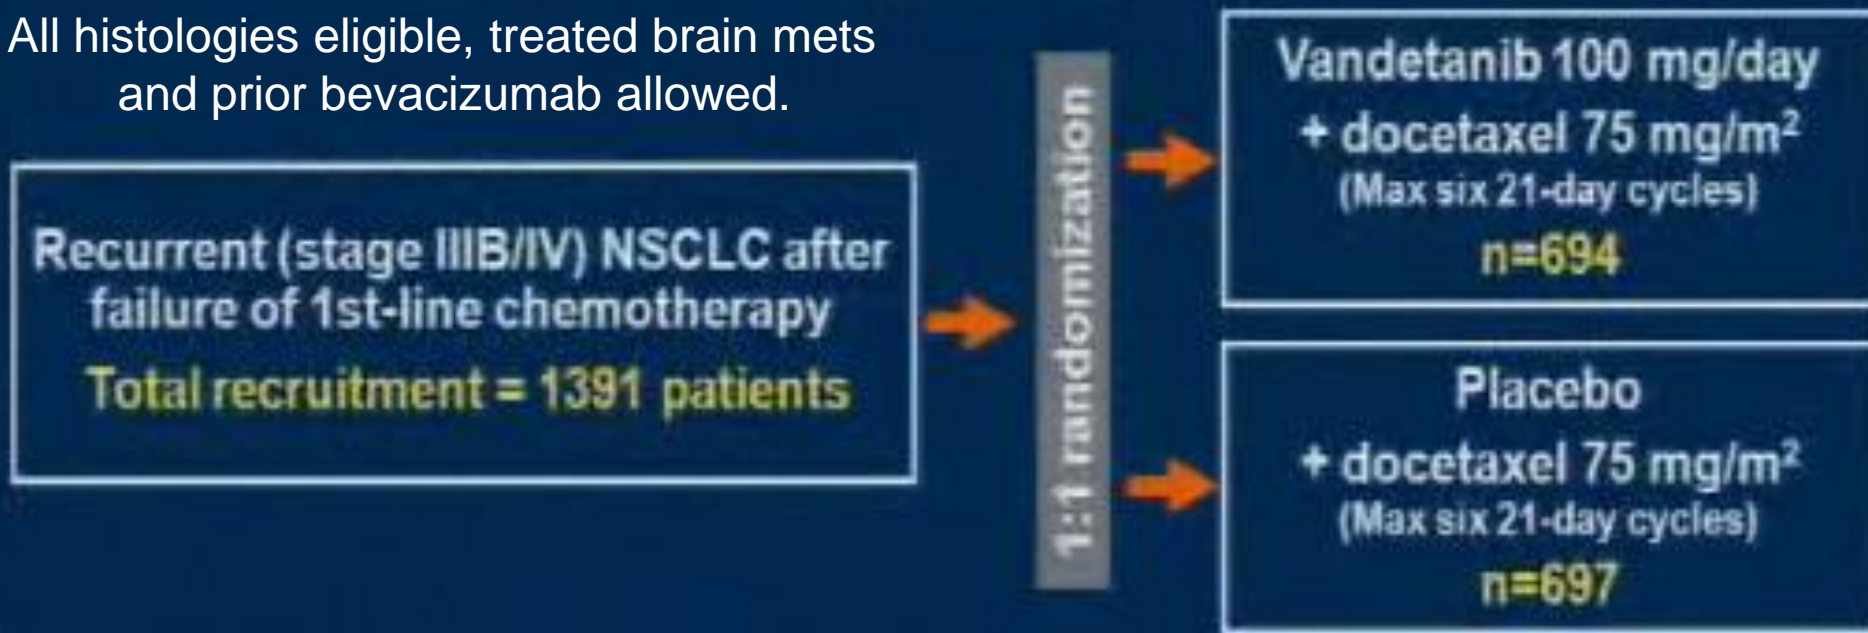 All histologies eligible, treated brain mets
and prior bevacizumab allowed.
Recurrent (stage IIIB/IV) NSCLC after
failure of 1st-line chemotherapy
Total recruitment = 1391 patients
1:1 randomization
Vandetanib 100 mg/day
+ docetaxel 75 mg/m²
(Max six 21-day cycles)
n=694
Placebo
+ docetaxel 75 mg/m²
(Max six 21-day cycles)
n=697